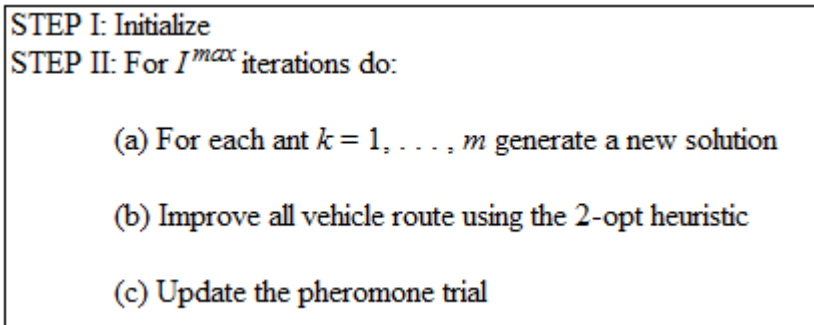 STEP I: Initialize
STEP II: For I^max iterations do:
(a) For each ant k = 1, . . . , m generate a new solution
(b) Improve all vehicle route using the 2-opt heuristic
(c) Update the pheromone trial